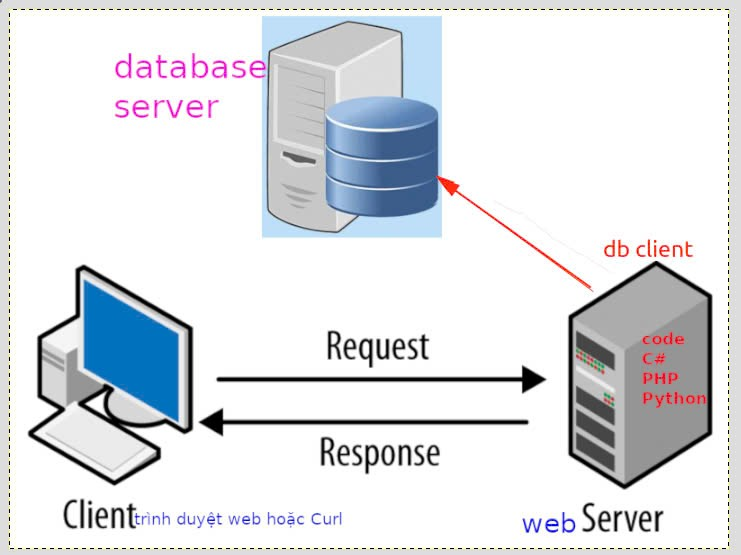 database
server
db client
code
C#
PHP
Python
Request
Response
Client trình duyệt web hoặc Curl
web Server